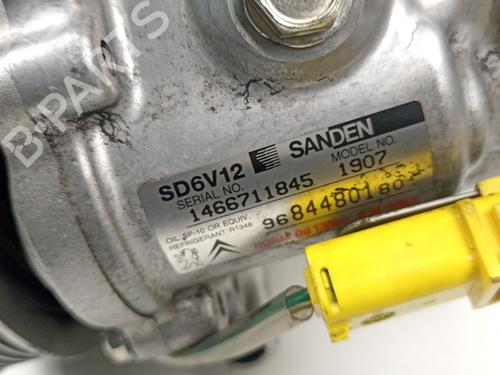 B-PARTS
SD6V12 SANDEN
SERIAL NO. MODEL NO.
1466711845 1907
OIL:SP-10 OR EQUIV.
REFRIGERANT:R134a
9684480180